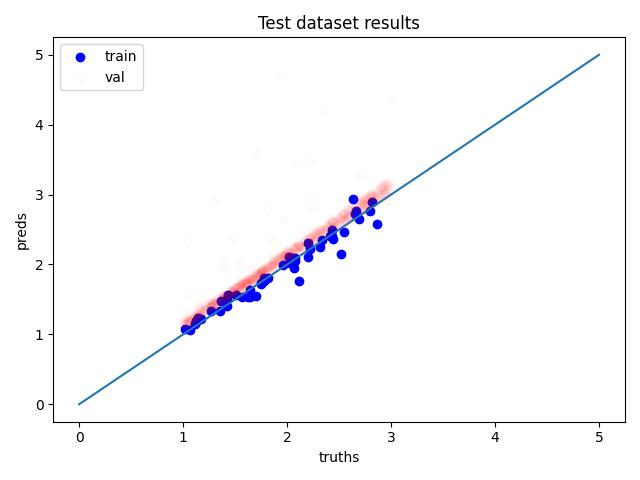 Test dataset results
train
val
5
4
3
2
1
0
preds
0 1 2 3 4 5
truths